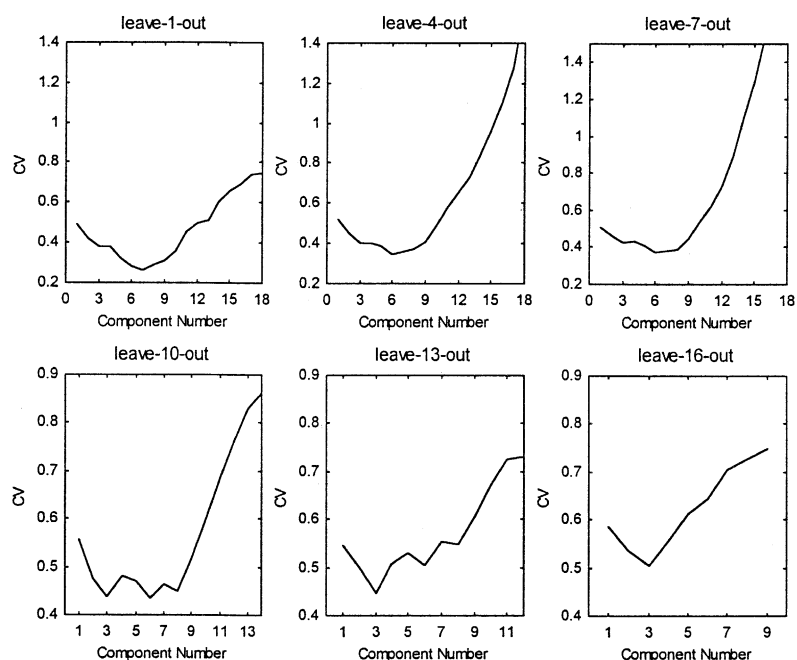 leave-1-out
leave-4-out
leave-7-out
1.4
1.2
1
0.8
0.6
0.4
0.2
CV
0 3 6 9 12 15 18
Component Number
1.4
1.2
1
0.8
0.6
0.4
0.2
CV
0 3 6 9 12 15 18
Component Number
1.4
1.2
1
0.8
0.6
0.4
0.2
CV
0 3 6 9 12 15 18
Component Number
leave-10-out
leave-13-out
leave-16-out
0.9
0.8
0.7
0.6
0.5
0.4
CV
1 3 5 7 9 11 13
Component Number
0.9
0.8
0.7
0.6
0.5
0.4
CV
1 3 5 7 9 11
Component Number
0.9
0.8
0.7
0.6
0.5
0.4
CV
1 3 5 7 9
Component Number